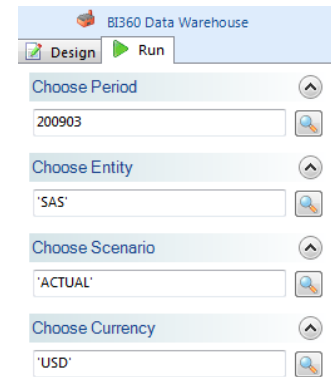 BI360 Data Warehouse
Design Run
Choose Period
200903
Choose Entity
'SAS'
Choose Scenario
'ACTUAL'
Choose Currency
'USD'